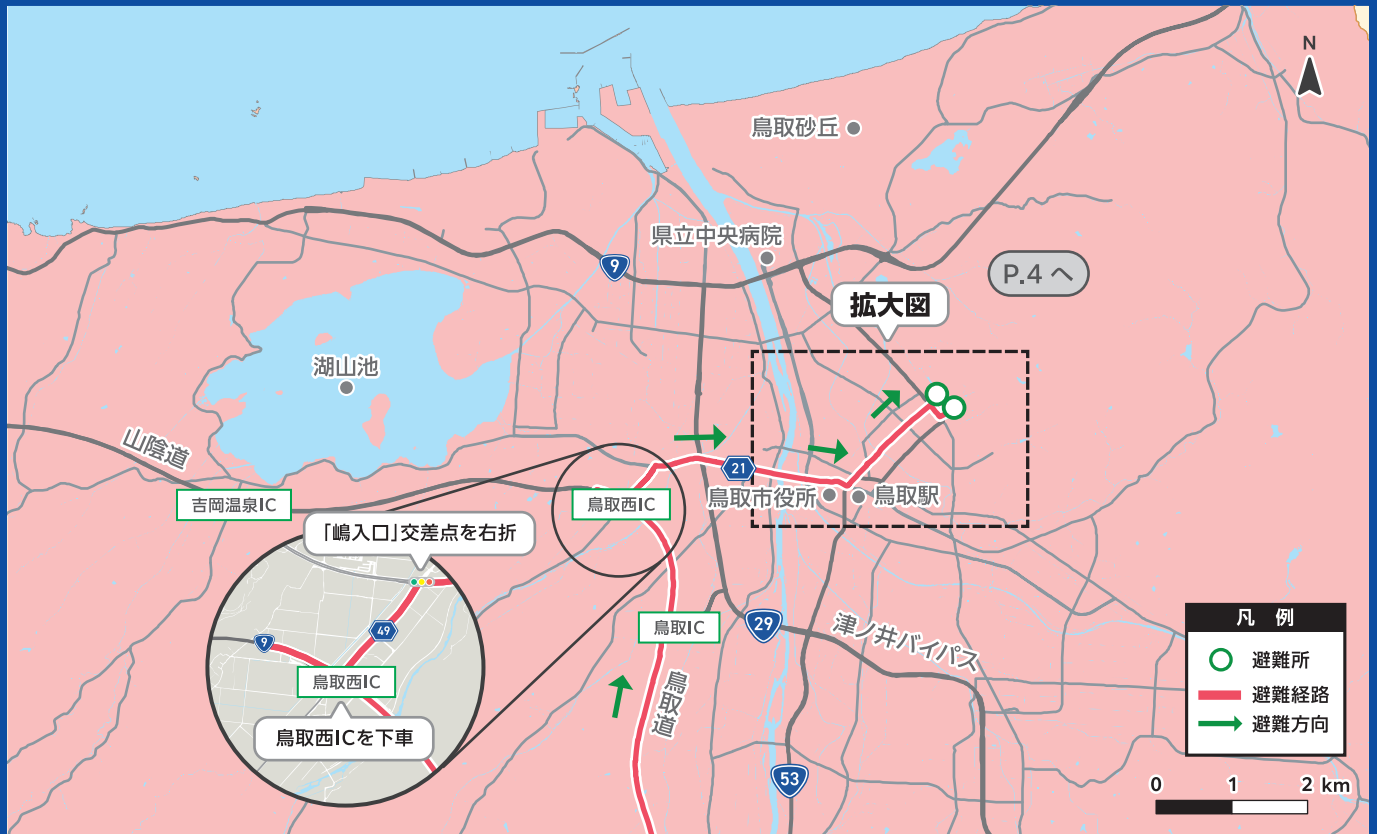 N
鳥取砂丘
県立中央病院
9
P.4 へ
拡大図
湖山池
山陰道
21
吉岡温泉IC
鳥取西IC
鳥取市役所
鳥取駅
「嶋入口」交差点を右折
49
9
鳥取西IC
鳥取西ICを下車
鳥取IC
29
津ノ井バイパス
鳥取道
53
凡 例
避難所
避難経路
避難方向
0 1 2 km